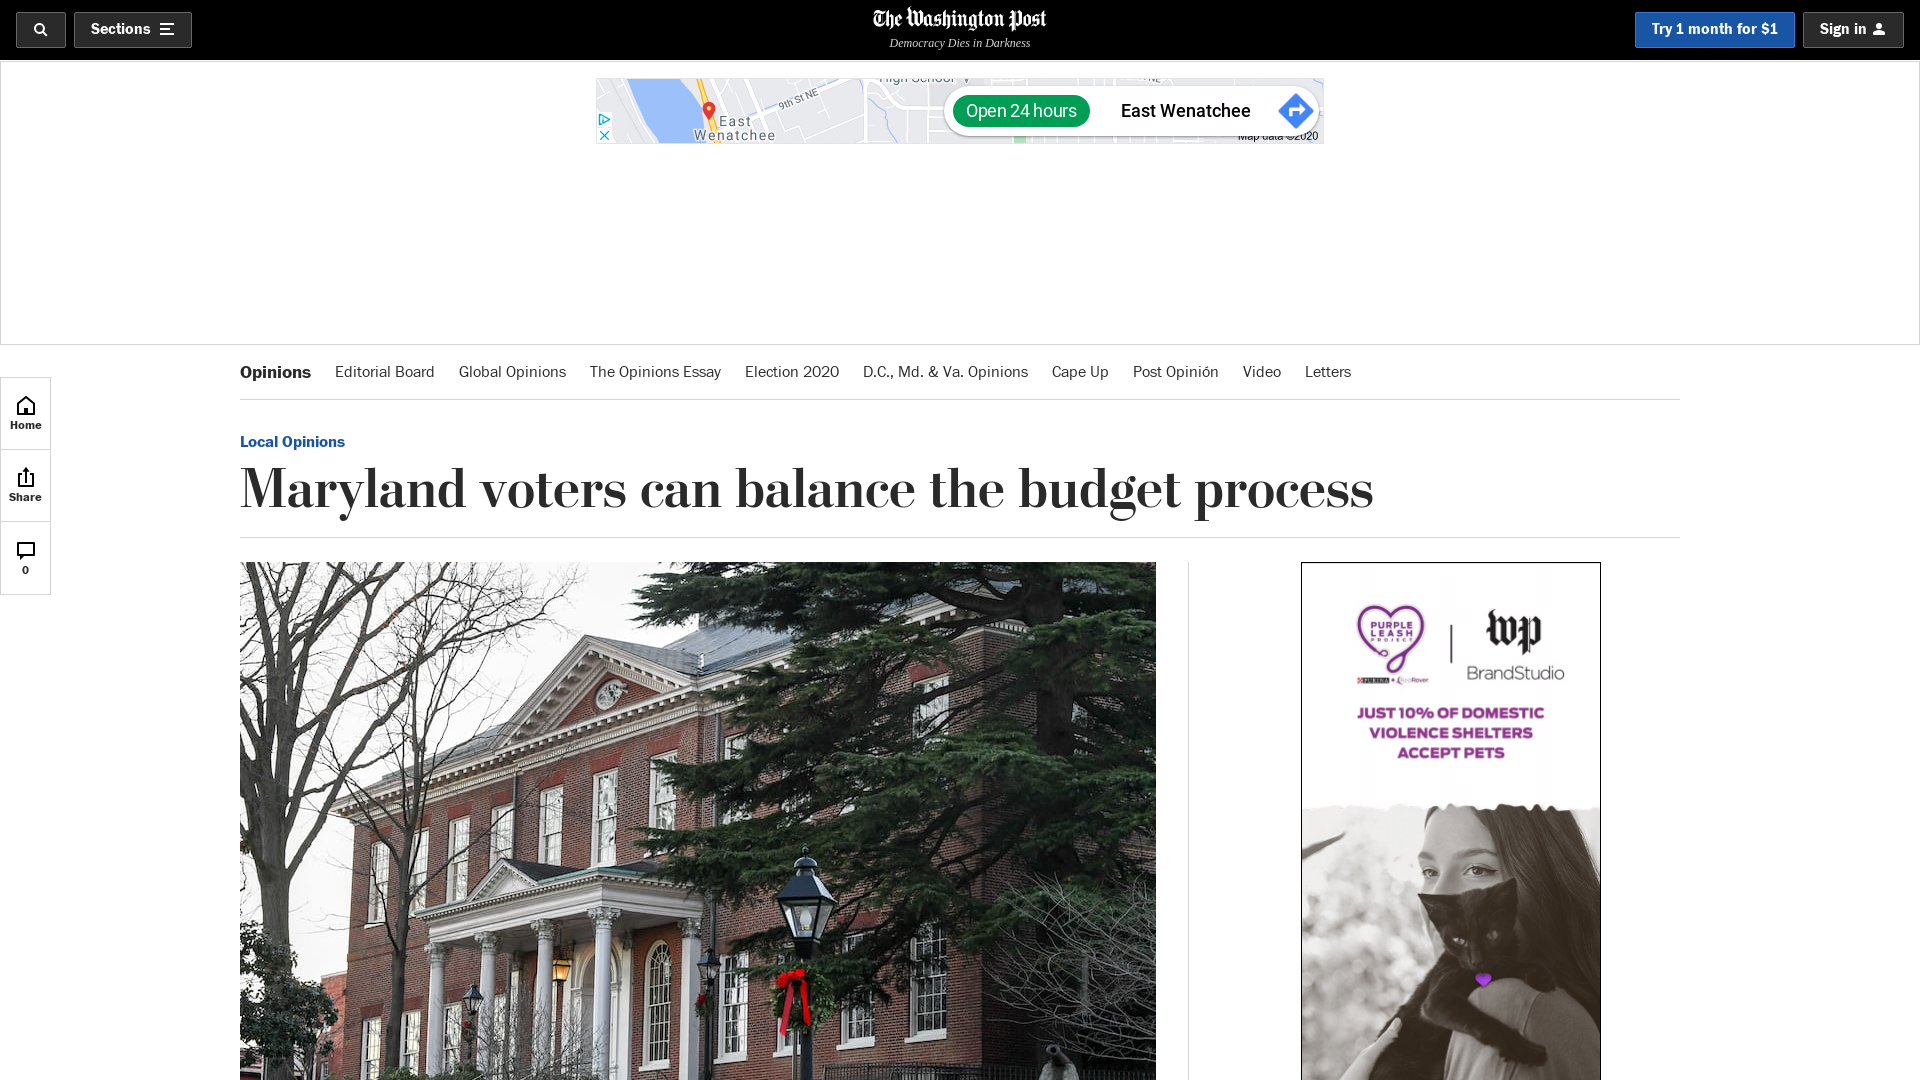 Sections
The Washington Post
Democracy Dies in Darkness
Try 1 month for $1
Sign in
9th St NE
East
Wenatchee
Open 24 hours
East Wenatchee
Map data ©2020
Opinions
Editorial Board
Global Opinions
The Opinions Essay
Election 2020
D.C., Md. & Va. Opinions
Cape Up
Post Opinión
Video
Letters
Home
Share
0
Local Opinions
Maryland voters can balance the budget process
PURPLE
LEASH
PROJECT
PURINA + RedRover
wp
BrandStudio
JUST 10% OF DOMESTIC
VIOLENCE SHELTERS
ACCEPT PETS